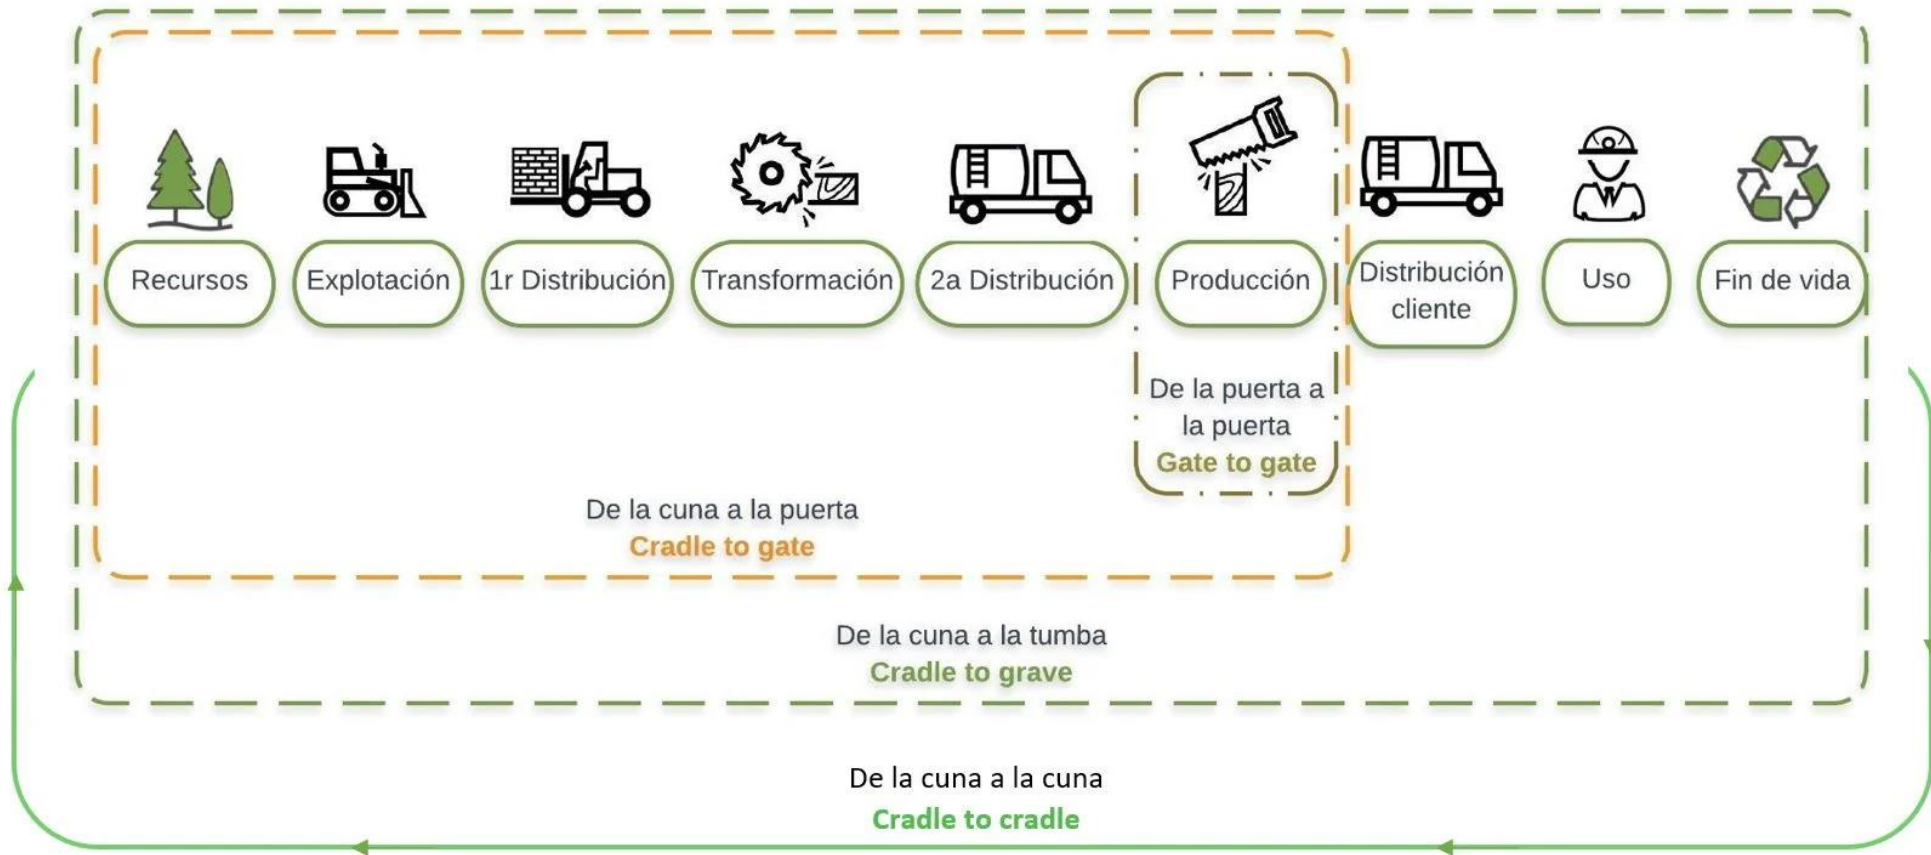 Recursos
Explotación
1r Distribución
Transformación
2a Distribución
Producción
Distribución
cliente
Uso
Fin de vida
De la puerta a
la puerta
Gate to gate
De la cuna a la puerta
Cradle to gate
De la cuna a la tumba
Cradle to grave
De la cuna a la cuna
Cradle to cradle